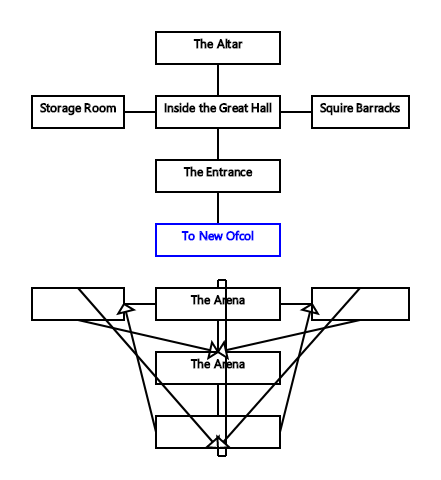 The Altar
Storage Room
Inside the Great Hall
Squire Barracks
The Entrance
To New Ofcol
The Arena
The Arena